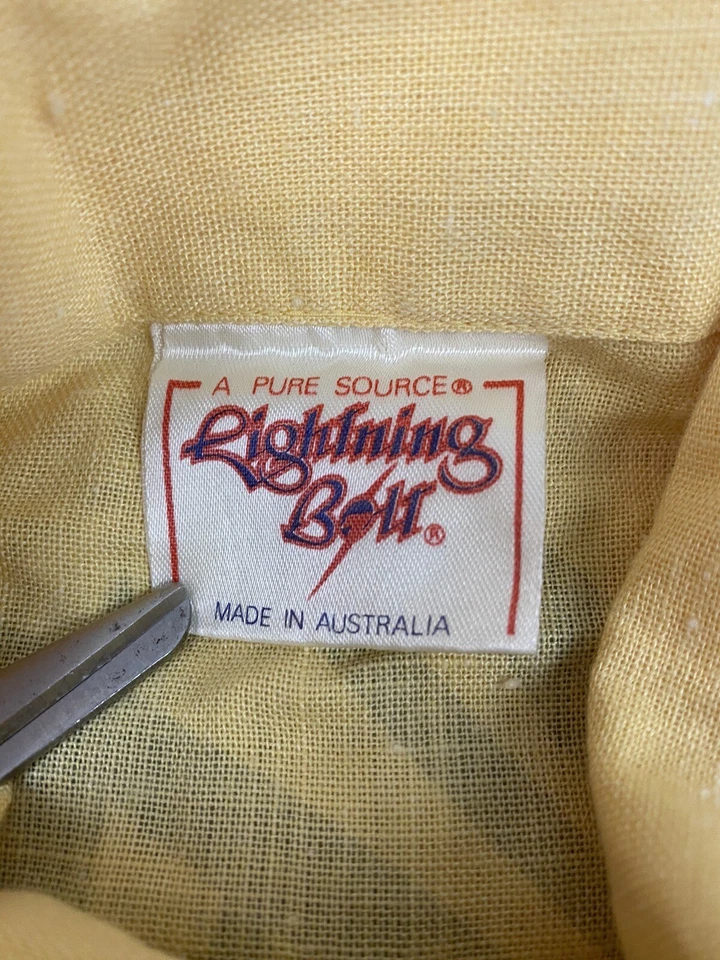 A PURE SOURCE®
Lightning
Bolt®
MADE IN AUSTRALIA